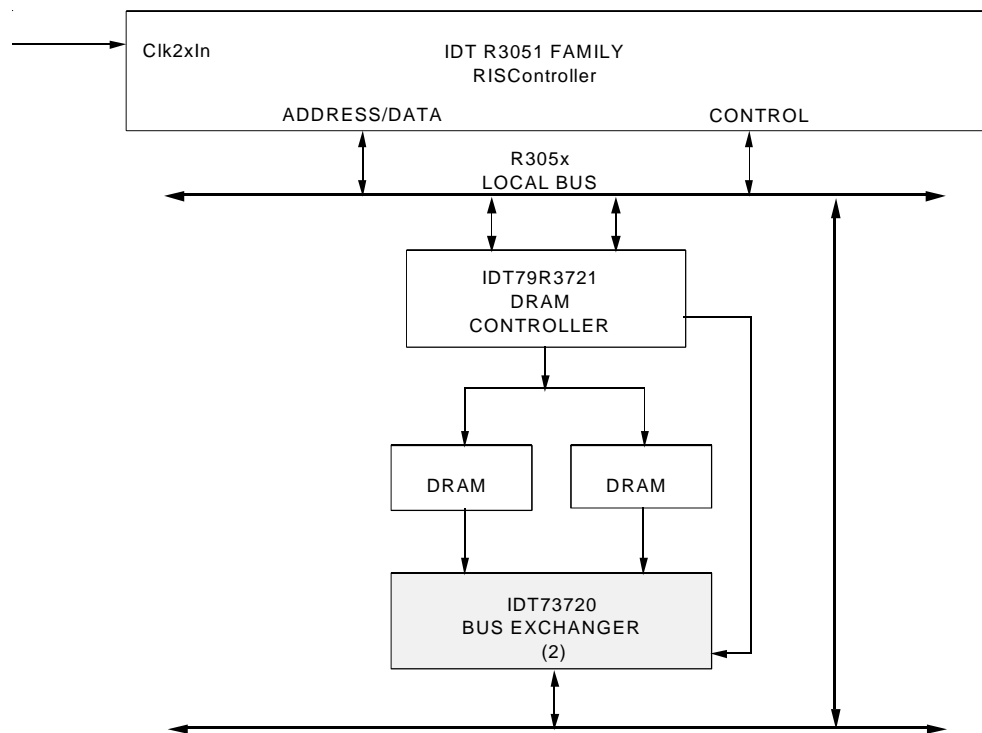 Clk2xIn
IDT R3051 FAMILY
RISController
ADDRESS/DATA
CONTROL
R305x
LOCAL BUS
IDT79R3721
DRAM
CONTROLLER
DRAM
DRAM
IDT73720
BUS EXCHANGER
(2)